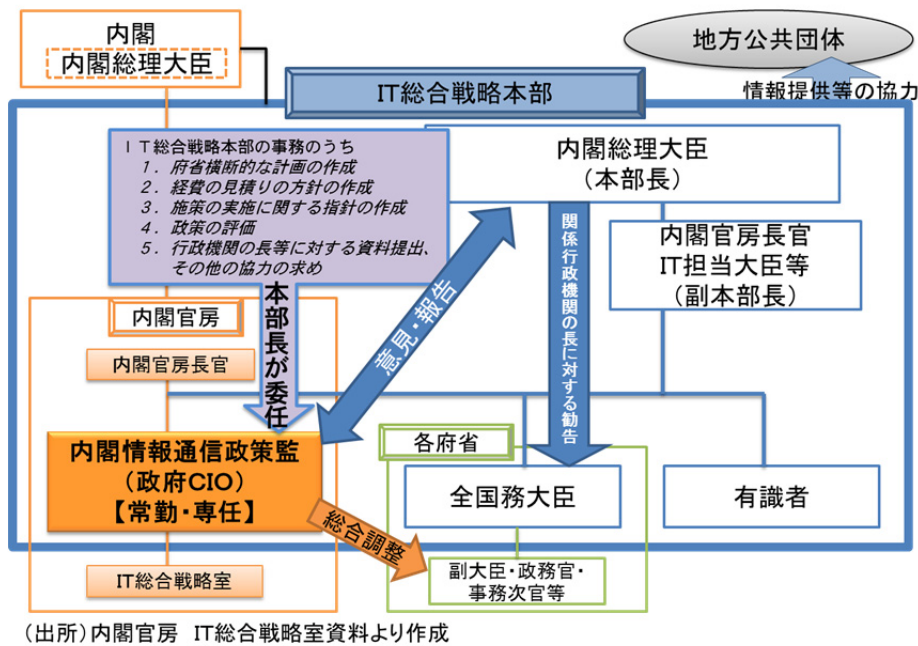 内閣
内閣総理大臣
地方公共団体
IT総合戦略本部
情報提供等の協力
ＩＴ総合戦略本部の事務のうち
１．府省横断的な計画の作成
２．経費の見積りの方針の作成
３．施策の実施に関する指針の作成
４．政策の評価
５．行政機関の長等に対する資料提出、
その他の協力の求め
内閣総理大臣
（本部長）
内閣官房長官
IT担当大臣等
（副本部長）
本部長が委任
意見・報告
関係行政機関の長に対する勧告
内閣官房
内閣官房長官
内閣情報通信政策監
（政府CIO）
【常勤・専任】
各府省
全国務大臣
有識者
総合調整
IT総合戦略室
副大臣・政務官・
事務次官等
（出所）内閣官房　IT総合戦略室資料より作成